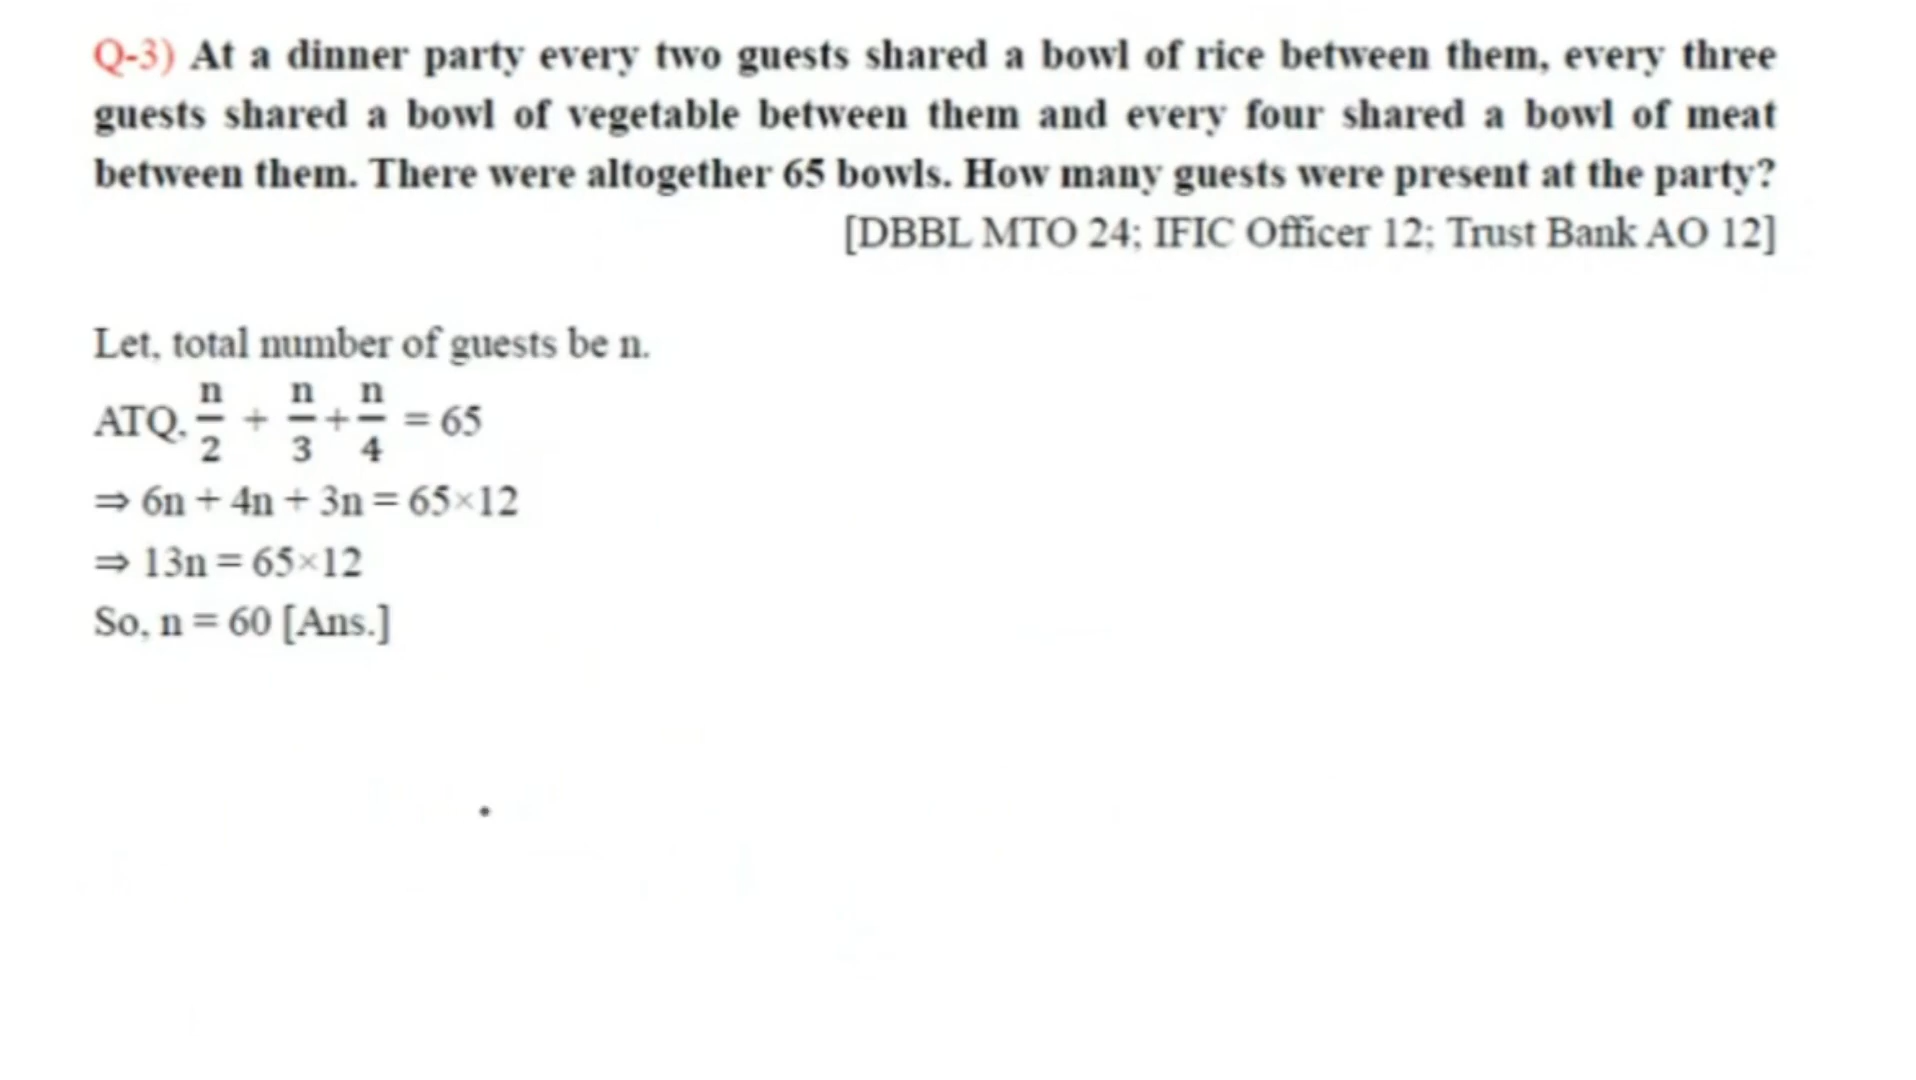 Q-3) At a dinner party every two guests shared a bowl of rice between them, every three
guests shared a bowl of vegetable between them and every four shared a bowl of meat
between them. There were altogether 65 bowls. How many guests were present at the party?
[DBBL MTO 24; IFIC Officer 12; Trust Bank AO 12]
Let, total number of guests be n.
ATQ, n/2 + n/3 + n/4 = 65
⇒ 6n + 4n + 3n = 65×12
⇒ 13n = 65×12
So, n = 60 [Ans.]